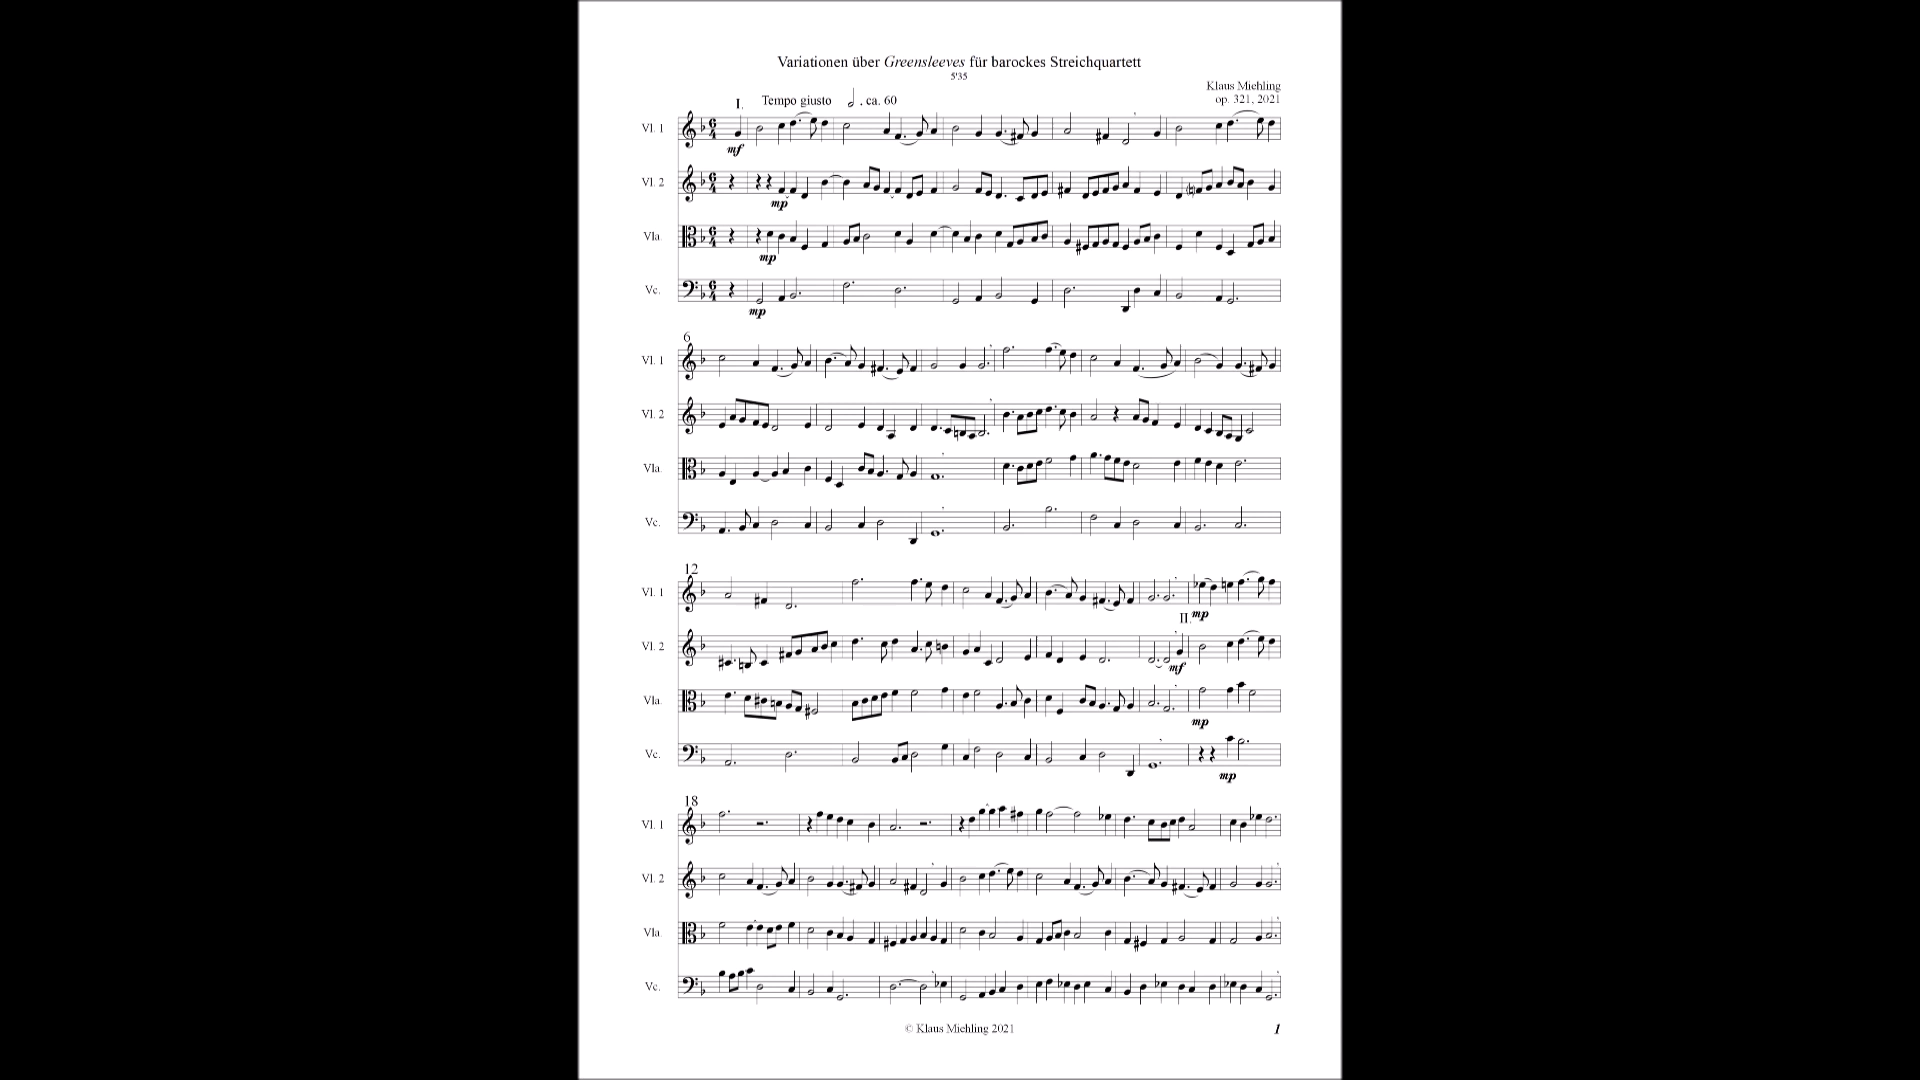 Variationen über Greensleeves für barockes Streichquartett
5'35
Klaus Miehling
op. 321, 2021
I. Tempo giusto . ca. 60
Vl. 1
mf
Vl. 2
mp
Vla.
mp
Vc.
mp
6
Vl. 1
Vl. 2
Vla.
Vc.
12
Vl. 1
mp
II.
Vl. 2
mf
Vla.
mp
Vc.
mp
18
Vl. 1
Vl. 2
Vla.
Vc.
© Klaus Miehling 2021
1